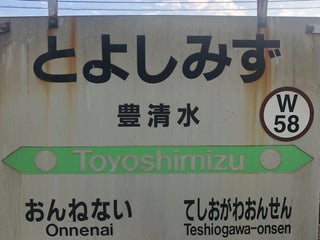 とよしみず
豊清水
W
58
Toyoshimizu
おんねない
Onnenai
てしおがわおんせん
Teshiogawa-onsen